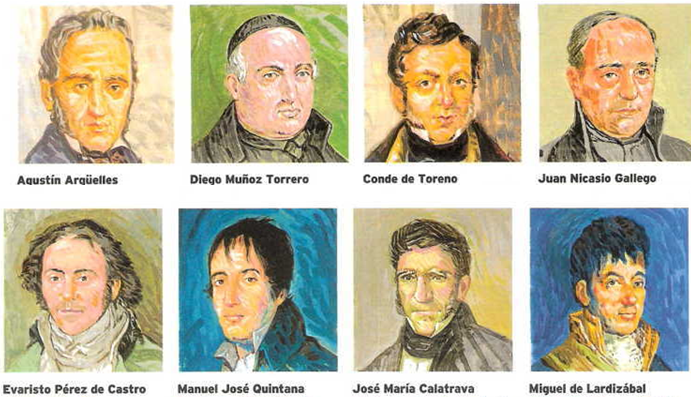 Agustín Argüelles
Diego Muñoz Torrero
Conde de Toreno
Juan Nicasio Gallego
Evaristo Pérez de Castro
Manuel José Quintana
José María Calatrava
Miguel de Lardizábal